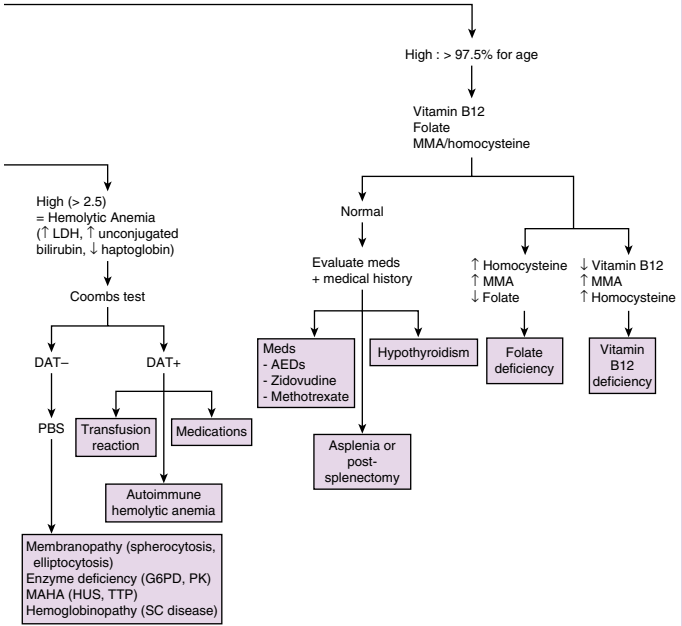 High : > 97.5% for age
Vitamin B12
Folate
MMA/homocysteine
High (> 2.5)
= Hemolytic Anemia
(↑ LDH, ↑ unconjugated
bilirubin, ↓ haptoglobin)
Coombs test
DAT–
DAT+
PBS
Transfusion
reaction
Medications
Autoimmune
hemolytic anemia
Membranopathy (spherocytosis,
elliptocytosis)
Enzyme deficiency (G6PD, PK)
MAHA (HUS, TTP)
Hemoglobinopathy (SC disease)
Normal
Evaluate meds
+ medical history
Meds
- AEDs
- Zidovudine
- Methotrexate
Hypothyroidism
Asplenia or
post-
splenectomy
↑ Homocysteine
↑ MMA
↓ Folate
Folate
deficiency
↓ Vitamin B12
↑ MMA
↑ Homocysteine
Vitamin
B12
deficiency